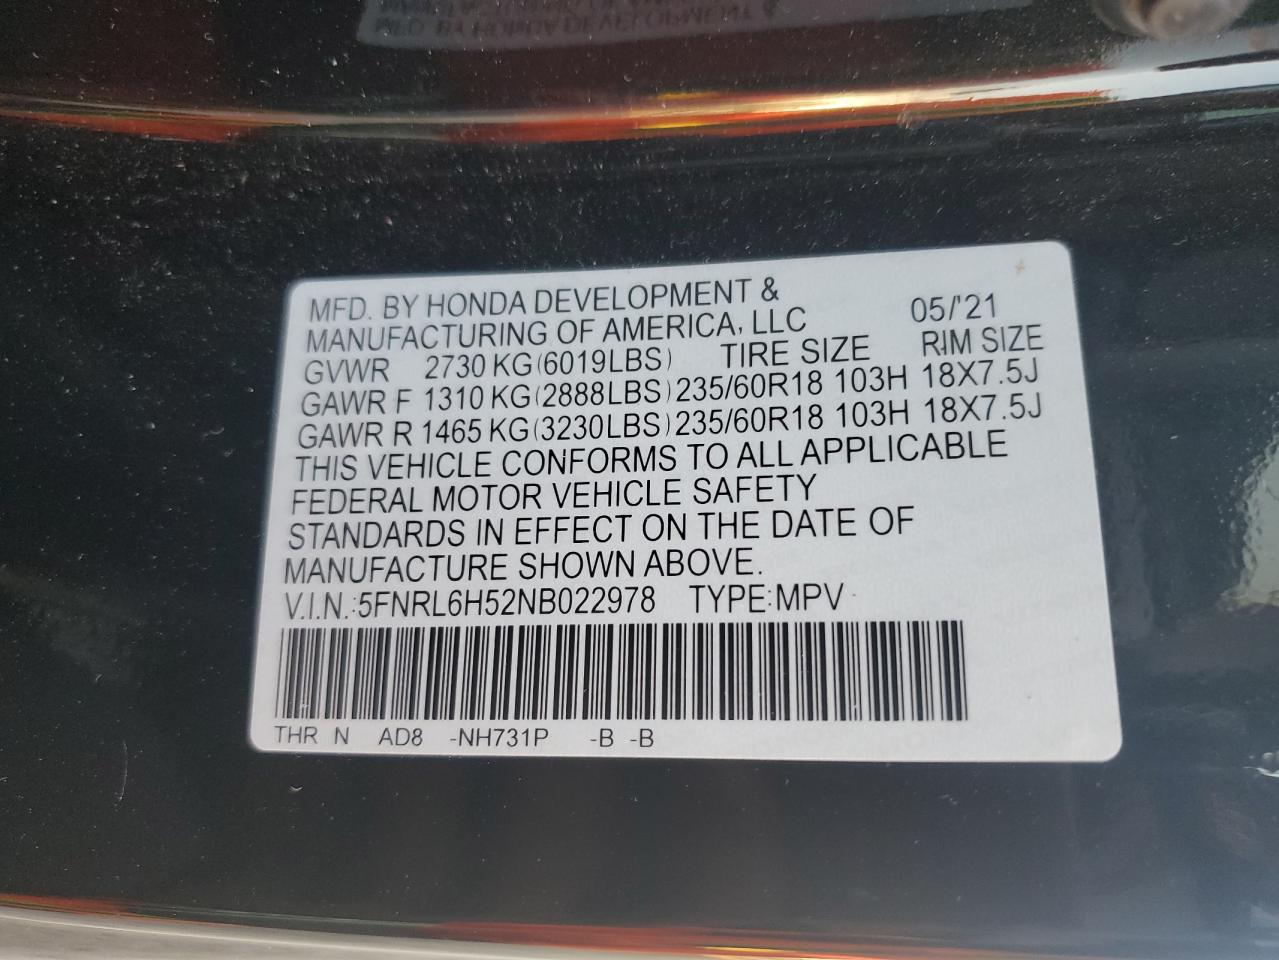 MFD. BY HONDA DEVELOPMENT &
MANUFACTURING OF AMERICA, LLC 05/'21
GVWR 2730 KG(6019LBS) TIRE SIZE RIM SIZE
GAWR F 1310 KG(2888LBS) 235/60R18 103H 18X7.5J
GAWR R 1465 KG(3230LBS) 235/60R18 103H 18X7.5J
THIS VEHICLE CONFORMS TO ALL APPLICABLE
FEDERAL MOTOR VEHICLE SAFETY
STANDARDS IN EFFECT ON THE DATE OF
MANUFACTURE SHOWN ABOVE.
V.I.N.:5FNRL6H52NB022978 TYPE:MPV
THR N AD8 -NH731P -B -B